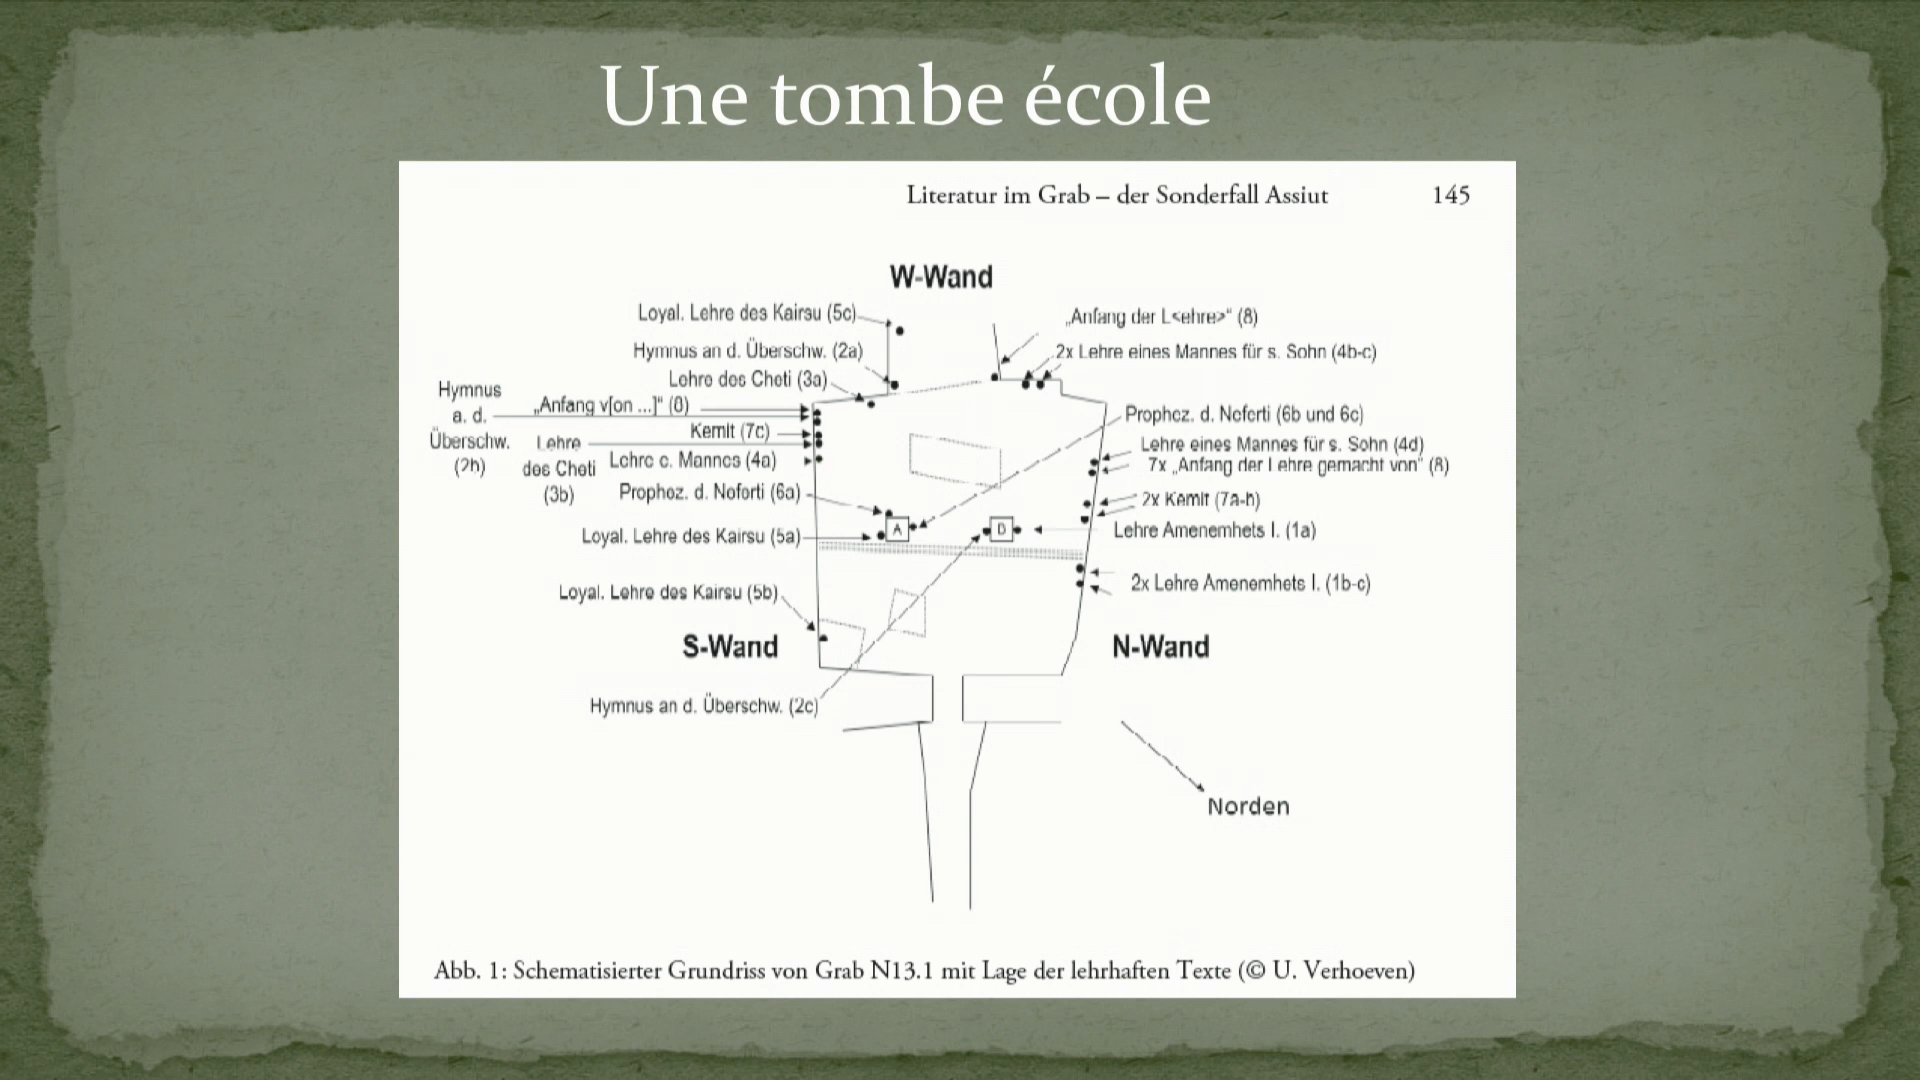 Une tombe école
Literatur im Grab – der Sonderfall Assiut 145
W-Wand
Loyal. Lehre des Kairsu (5c)
„Anfang der L<ehre>“ (8)
Hymnus an d. Überschw. (2a)
2x Lehre eines Mannes für s. Sohn (4b-c)
Lehre des Cheti (3a)
Hymnus
a. d.
Überschw.
(2b)
„Anfang v[on ...]“ (8)
Kemit (7c)
Lehre
des Cheti
(3b)
Lehre e. Mannes (4a)
Prophez. d. Neferti (6a)
Loyal. Lehre des Kairsu (5a)
Prophez. d. Neferti (6b und 6c)
Lehre eines Mannes für s. Sohn (4d)
7x „Anfang der Lehre gemacht von“ (8)
2x Kemit (7a-b)
A
D
Lehre Amenemhets I. (1a)
2x Lehre Amenemhets I. (1b-c)
Loyal. Lehre des Kairsu (5b)
S-Wand
N-Wand
Hymnus an d. Überschw. (2c)
Norden
Abb. 1: Schematisierter Grundriss von Grab N13.1 mit Lage der lehrhaften Texte (© U. Verhoeven)